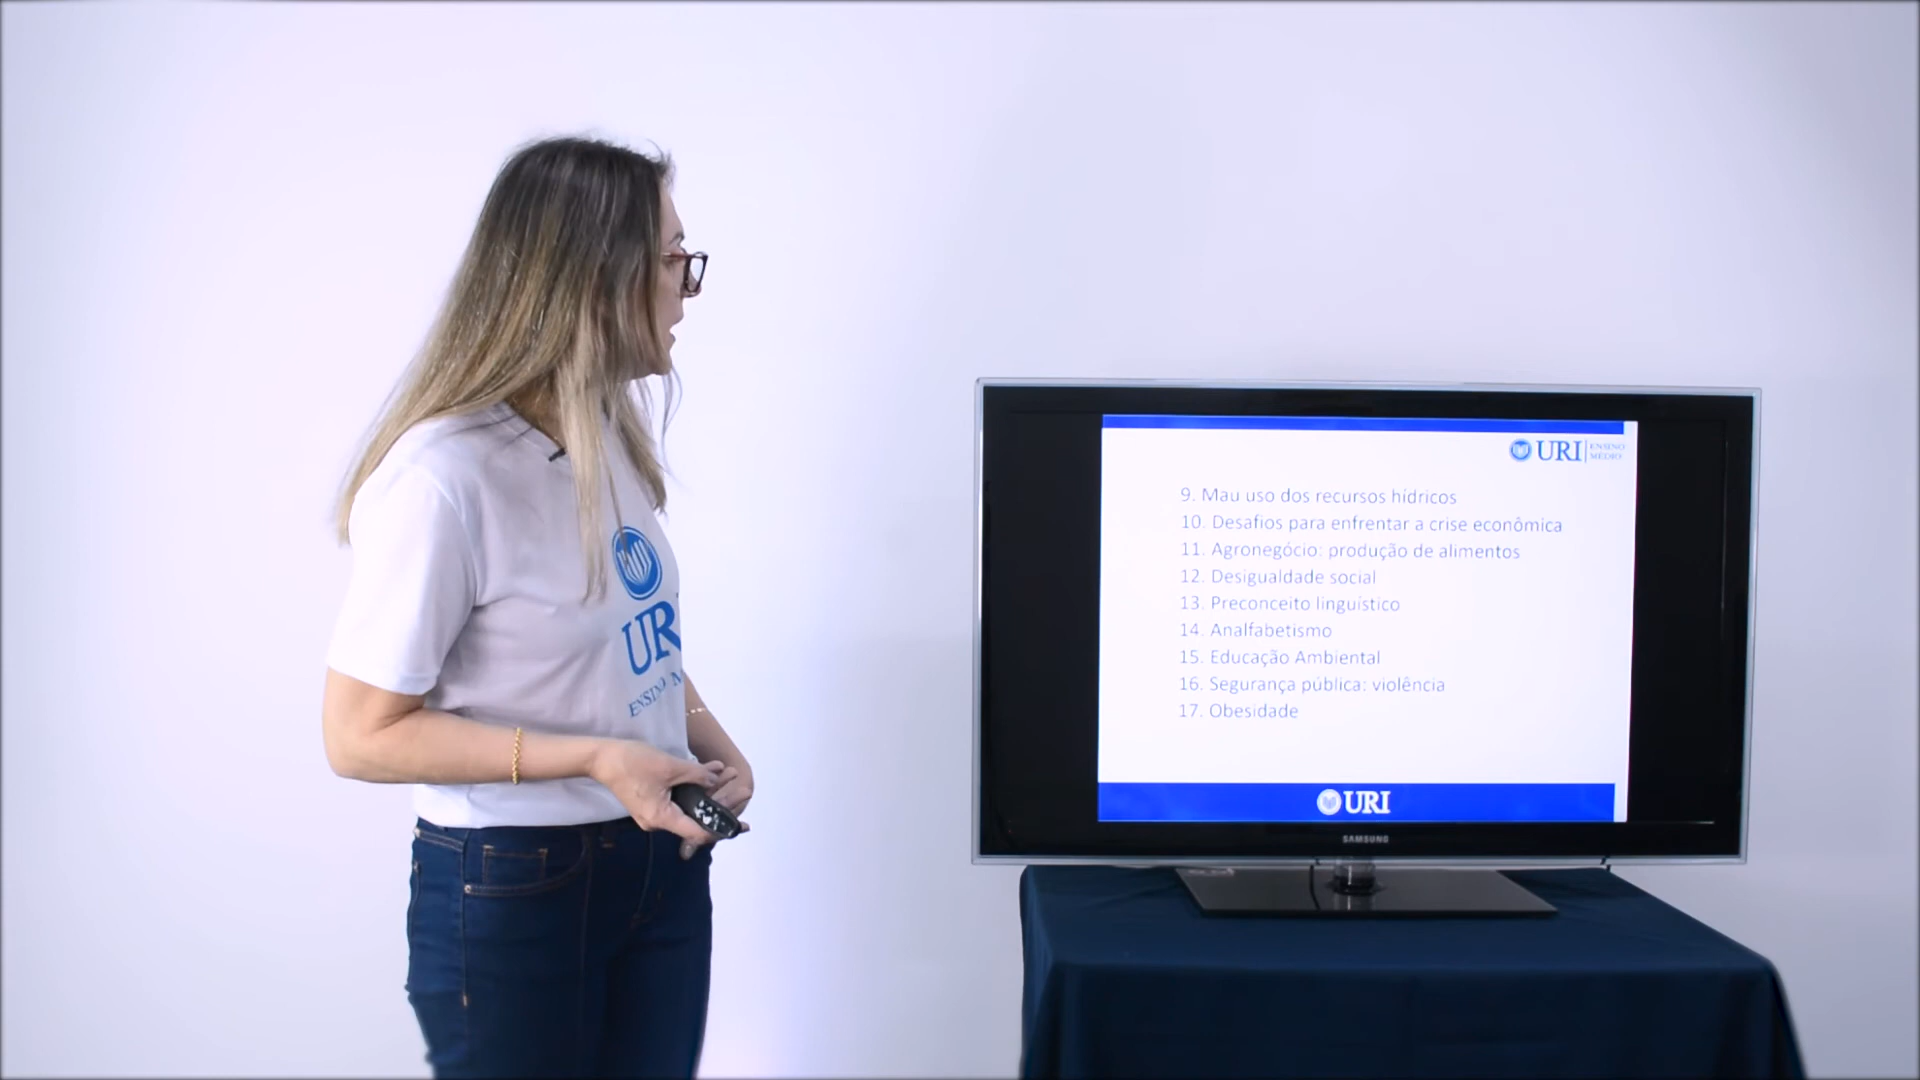 URI ENSINO MÉDIO
9. Mau uso dos recursos hídricos
10. Desafios para enfrentar a crise econômica
11. Agronegócio: produção de alimentos
12. Desigualdade social
13. Preconceito linguístico
14. Analfabetismo
15. Educação Ambiental
16. Segurança pública: violência
17. Obesidade
URI
SAMSUNG
UR
ENSINO M